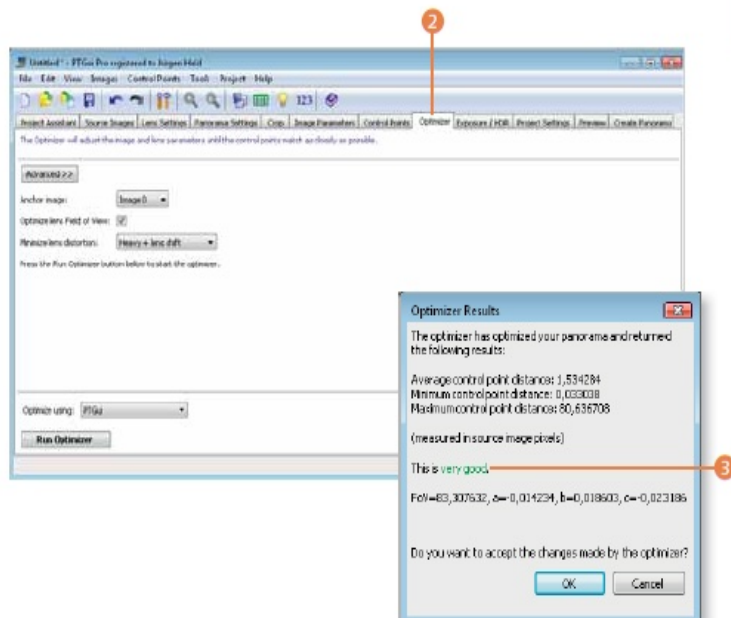 2
Untitled * - PTGui Pro registered to Jürgen Held
File Edit View Images Control Points Tools Project Help
123
Project Assistant Source Images Lens Settings Panorama Settings Crop Image Parameters Control Points Optimizer Exposure / HDR Project Settings Preview Create Panorama
The Optimizer will adjust the image and lens parameters until the control points match as closely as possible.
Advanced >>
Anchor image: Image 0
Optimize lens Field of View:
Minimize lens distortion: Heavy + lens shift
Press the Run Optimizer button below to start the optimizer.
Optimize using: PTGui
Run Optimizer
Optimizer Results
The optimizer has optimized your panorama and returned
the following results:
Average control point distance: 1,534284
Minimum control point distance: 0,033038
Maximum control point distance: 80,636708
(measured in source image pixels)
This is very good.
3
FoV=83,307632, a=-0,014234, b=0,018603, c=-0,023186
Do you want to accept the changes made by the optimizer?
OK Cancel